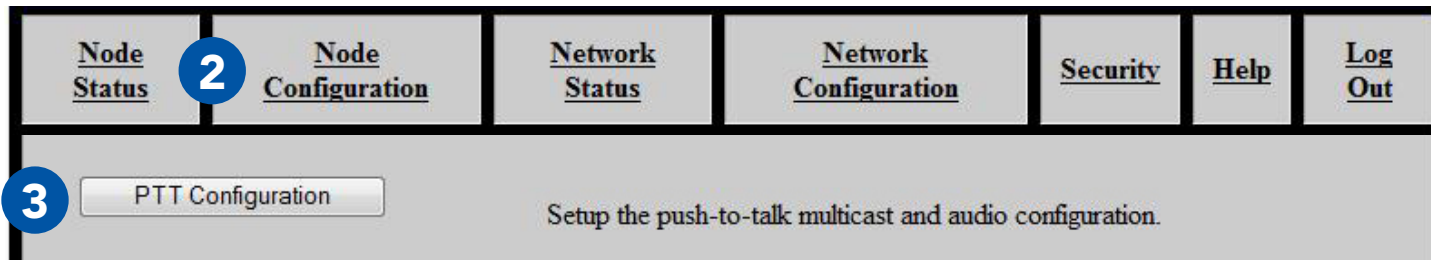 Node Status
2
Node Configuration
Network Status
Network Configuration
Security
Help
Log Out
3
PTT Configuration
Setup the push-to-talk multicast and audio configuration.